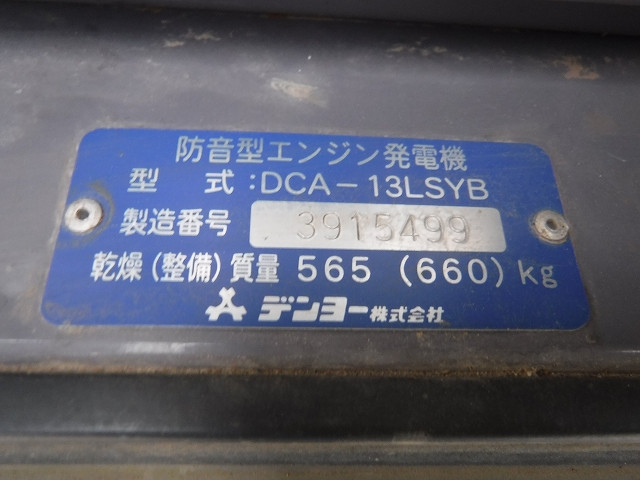 防音型エンジン発電機
型 式:DCA-13LSYB
製造番号 3915499
乾燥(整備)質量 565 (660)kg
デンヨー株式会社